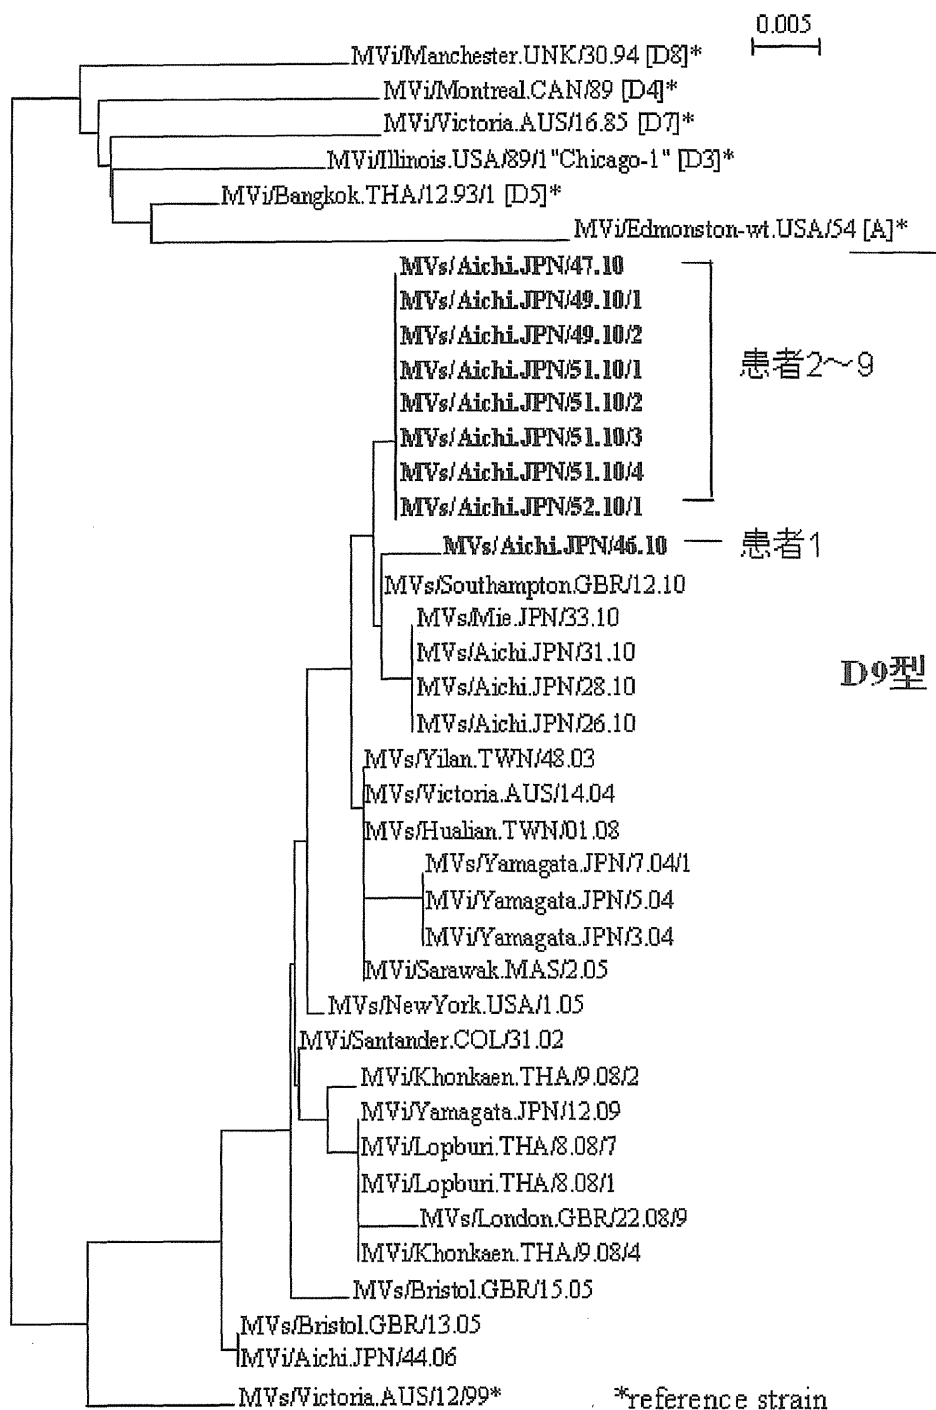 0.005
MVi/Manchester.UNK/30.94 [D8]*
MVi/Montreal.CAN/89 [D4]*
MVi/Victoria.AUS/16.85 [D7]*
MVi/Illinois.USA/89/1"Chicago-1" [D3]*
MVi/Bangkok.THA/12.93/1 [D5]*
MVi/Edmonston-wt.USA/54 [A]*
MVs/Aichi.JPN/47.10
MVs/Aichi.JPN/49.10/1
MVs/Aichi.JPN/49.10/2
MVs/Aichi.JPN/51.10/1
患者2～9
MVs/Aichi.JPN/51.10/2
MVs/Aichi.JPN/51.10/3
MVs/Aichi.JPN/51.10/4
MVs/Aichi.JPN/52.10/1
MVs/Aichi.JPN/46.10
患者1
MVs/Southampton.GBR/12.10
MVs/Mie.JPN/33.10
MVs/Aichi.JPN/31.10
D9型
MVs/Aichi.JPN/28.10
MVs/Aichi.JPN/26.10
MVs/Yilan.TWN/48.03
MVs/Victoria.AUS/14.04
MVs/Hualian.TWN/01.08
MVs/Yamagata.JPN/7.04/1
MVi/Yamagata.JPN/5.04
MVi/Yamagata.JPN/3.04
MVi/Sarawak.MAS/2.05
MVs/NewYork.USA/1.05
MVi/Santander.COL/31.02
MVi/Khonkaen.THA/9.08/2
MVi/Yamagata.JPN/12.09
MVi/Lopburi.THA/8.08/7
MVi/Lopburi.THA/8.08/1
MVs/London.GBR/22.08/9
MVi/Khonkaen.THA/9.08/4
MVs/Bristol.GBR/15.05
MVs/Bristol.GBR/13.05
MVi/Aichi.JPN/44.06
MVs/Victoria.AUS/12/99*
*reference strain